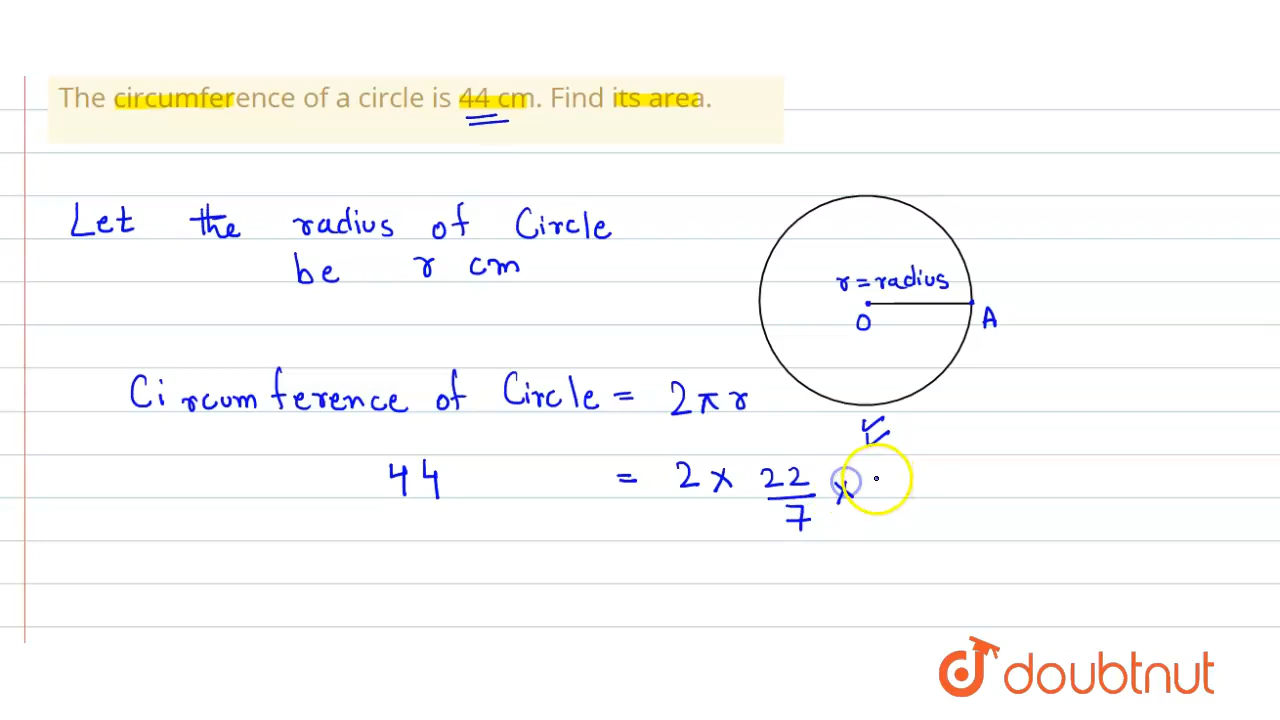 The circumference of a circle is 44 cm. Find its area.
Let the radius of Circle
be r cm
r = radius
O
A
Circumference of Circle = 2πr
44 = 2 × 22/7 ×
doubtnut